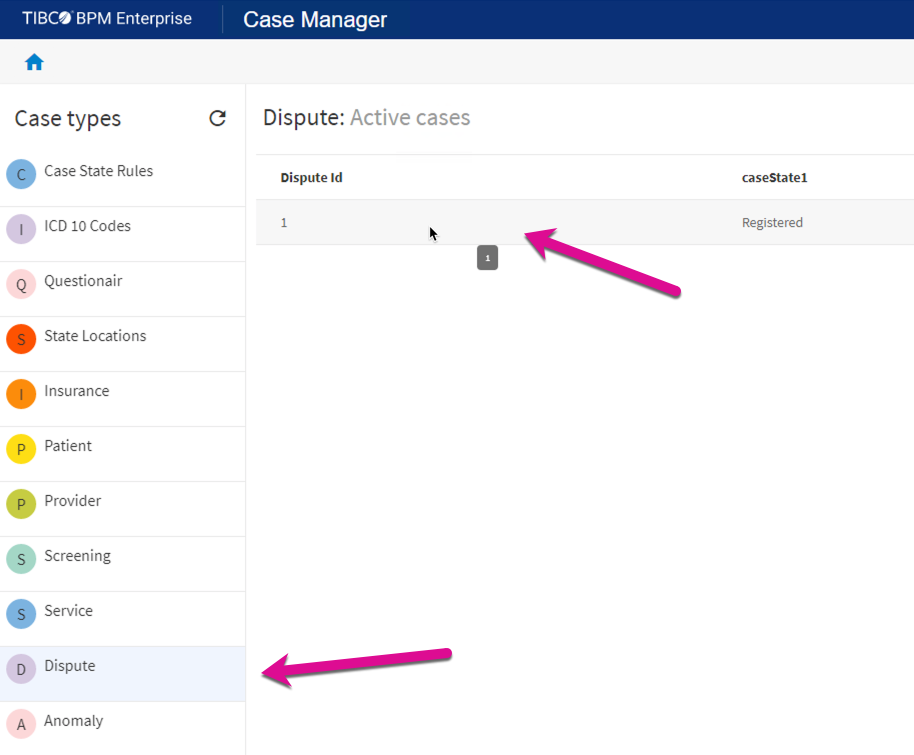 TIBCO BPM Enterprise Case Manager
Case types
C Case State Rules
I ICD 10 Codes
Q Questionair
S State Locations
I Insurance
P Patient
P Provider
S Screening
S Service
D Dispute
A Anomaly
Dispute: Active cases
Dispute Id caseState1
1 Registered
1